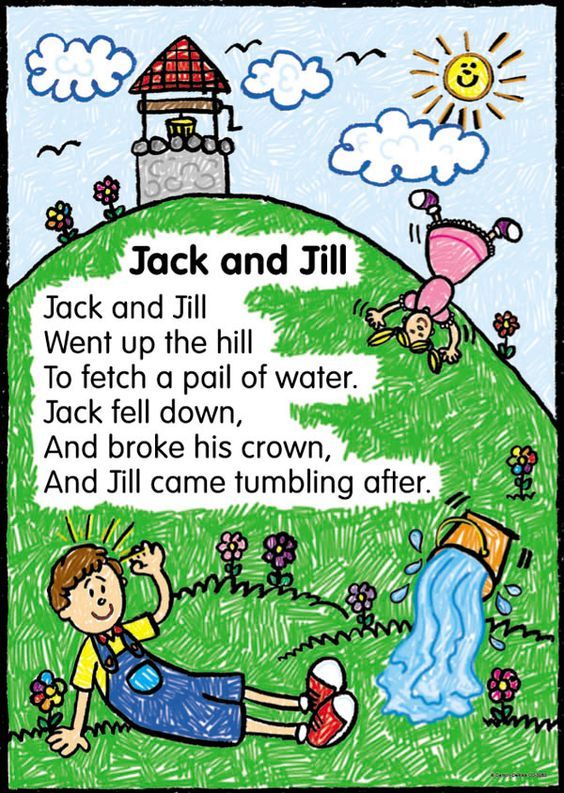 Jack and Jill
Jack and Jill
Went up the hill
To fetch a pail of water.
Jack fell down,
And broke his crown,
And Jill came tumbling after.